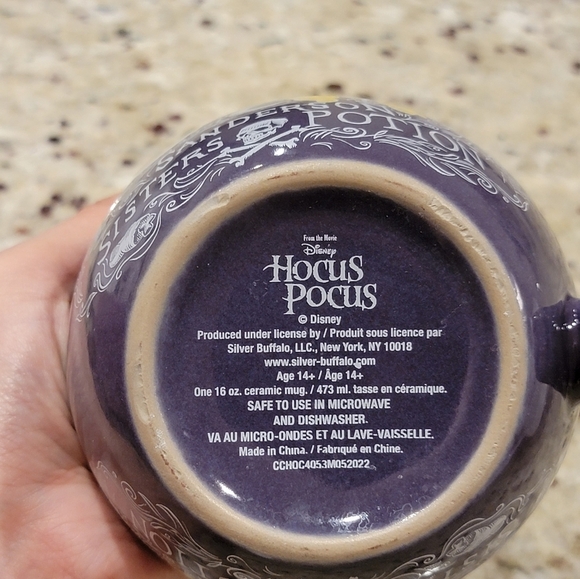 SANDERSON
SISTERS POTION
From the Movie
Disney
HOCUS
POCUS
© Disney
Produced under license by / Produit sous licence par
Silver Buffalo, LLC., New York, NY 10018
www.silver-buffalo.com
Age 14+ / Âge 14+
One 16 oz. ceramic mug. / 473 ml. tasse en céramique.
SAFE TO USE IN MICROWAVE
AND DISHWASHER.
VA AU MICRO-ONDES ET AU LAVE-VAISSELLE.
Made in China. / Fabriqué en Chine.
CCHOC4053M052022